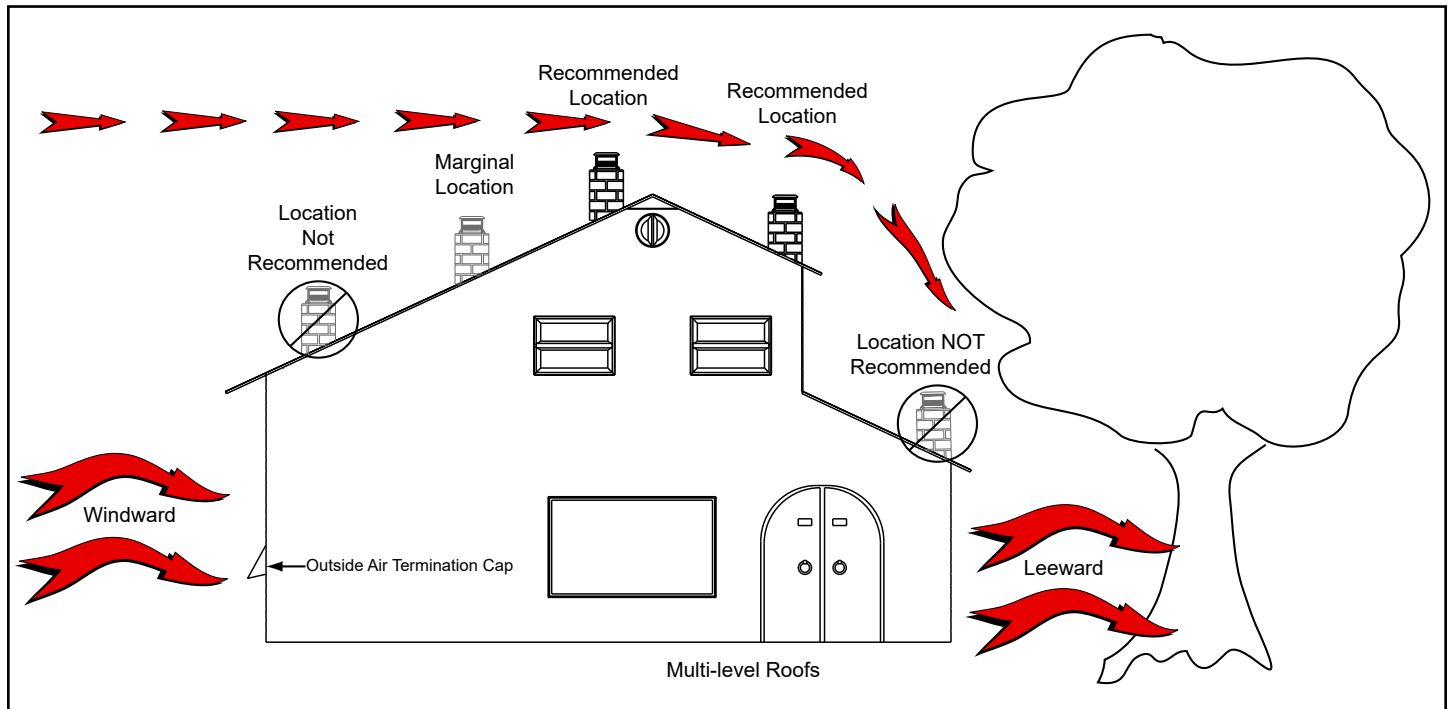 Recommended
Location
Recommended
Location
Marginal
Location
Location
Not
Recommended
Location NOT
Recommended
Windward
Outside Air Termination Cap
Leeward
Multi-level Roofs